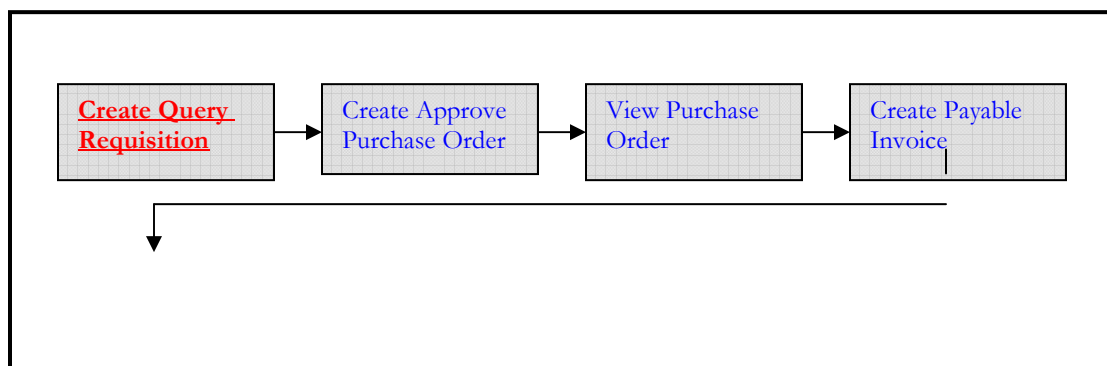 Create Query
Requisition
Create Approve
Purchase Order
View Purchase
Order
Create Payable
Invoice